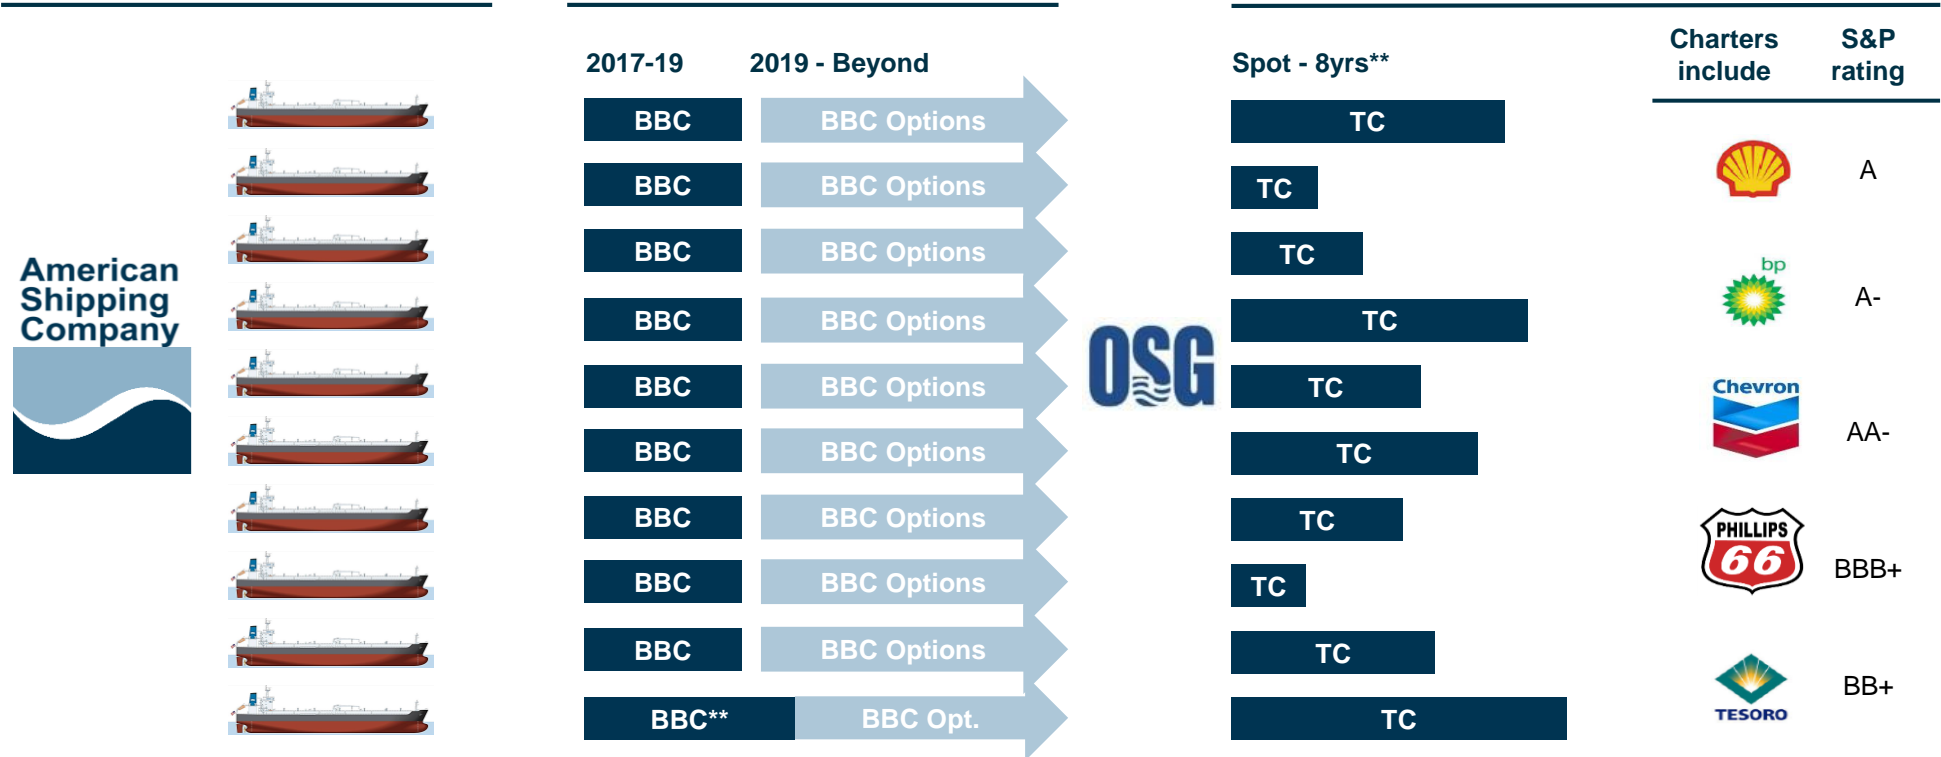 American
Shipping
Company
2017-19 2019 - Beyond
BBC BBC Options
BBC BBC Options
BBC BBC Options
BBC BBC Options
BBC BBC Options
BBC BBC Options
BBC BBC Options
BBC BBC Options
BBC BBC Options
BBC** BBC Opt.
OSG
Spot - 8yrs**
TC
TC
TC
TC
TC
TC
TC
TC
TC
TC
Charters
include
S&P
rating
A
bp
A-
Chevron
AA-
PHILLIPS
66
BBB+
TESORO
BB+